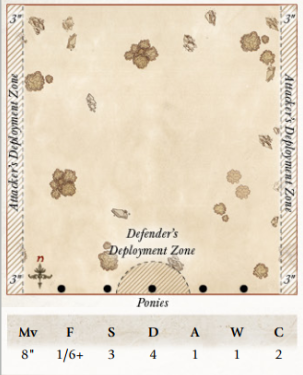 3" 3"
Attacker's Deployment Zone
Attacker's Deployment Zone
Defender's
Deployment Zone
n
3" 3"
Ponies
Mv F S D A W C
8" 1/6+ 3 4 1 1 2